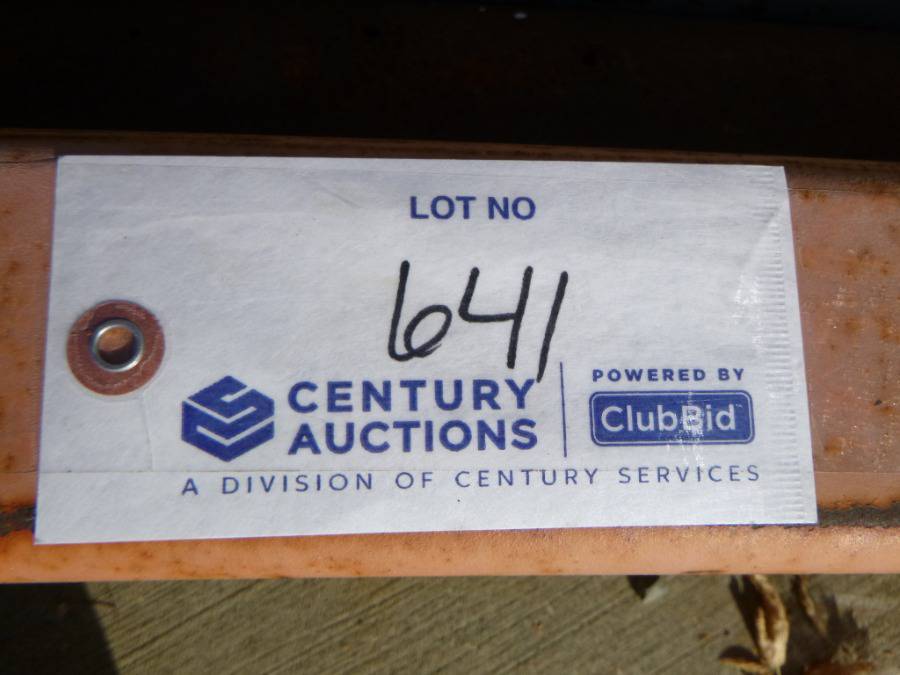 LOT NO
641
CENTURY
AUCTIONS
POWERED BY
ClubBid
A DIVISION OF CENTURY SERVICES